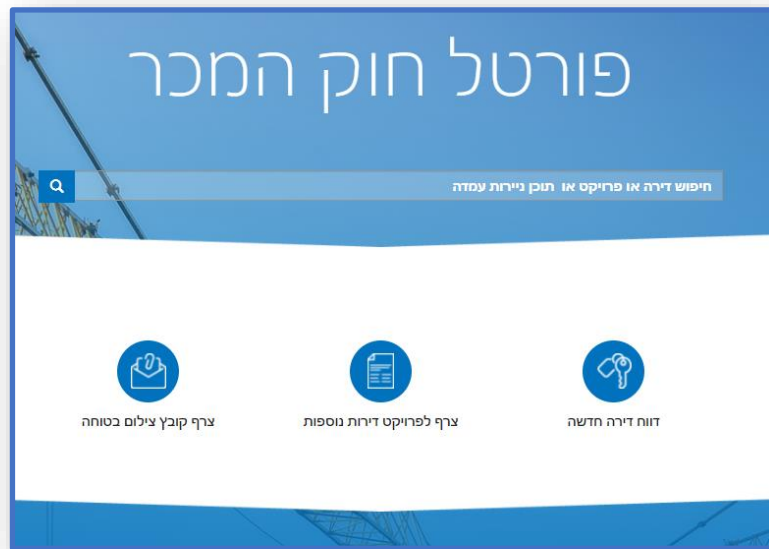 פורטל חוק המכר
חיפוש דירה או פרויקט או תוכן ניירות עמדה
דווח דירה חדשה
צרף לפרויקט דירות נוספות
צרף קובץ צילום בטוחה